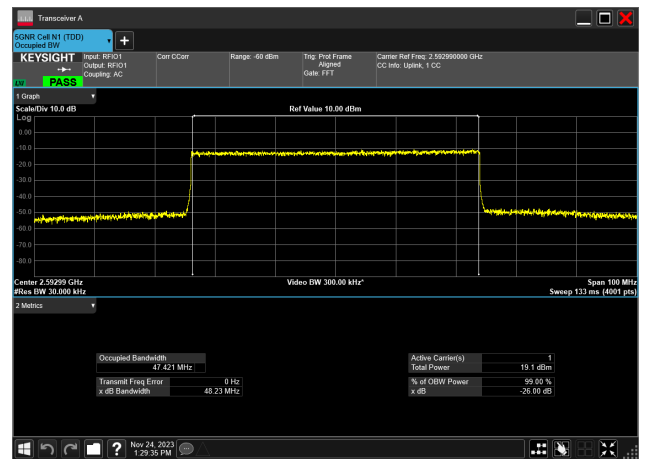 Transceiver A
5GNR Cell N1 (TDD)
Occupied BW
KEYSIGHT
Input: RFIO1
Output: RFIO1
Coupling: AC
PASS
Corr CCorr
Range: -60 dBm
Trig: Prot Frame
Aligned
Gate: FFT
Carrier Ref Freq: 2.592990000 GHz
CC Info: Uplink, 1 CC
1 Graph
Scale/Div 10.0 dB
Ref Value 10.00 dBm
Log
0.00
-10.0
-20.0
-30.0
-40.0
-50.0
-60.0
-70.0
-80.0
Center 2.59299 GHz
Video BW 300.00 kHz*
Span 100 MHz
#Res BW 30.000 kHz
Sweep 133 ms (4001 pts)
2 Metrics
Occupied Bandwidth
47.421 MHz
Transmit Freq Error 0 Hz
x dB Bandwidth 48.23 MHz
Active Carrier(s) 1
Total Power 19.1 dBm
% of OBW Power 99.00 %
x dB -26.00 dB
Nov 24, 2023
1:29:35 PM